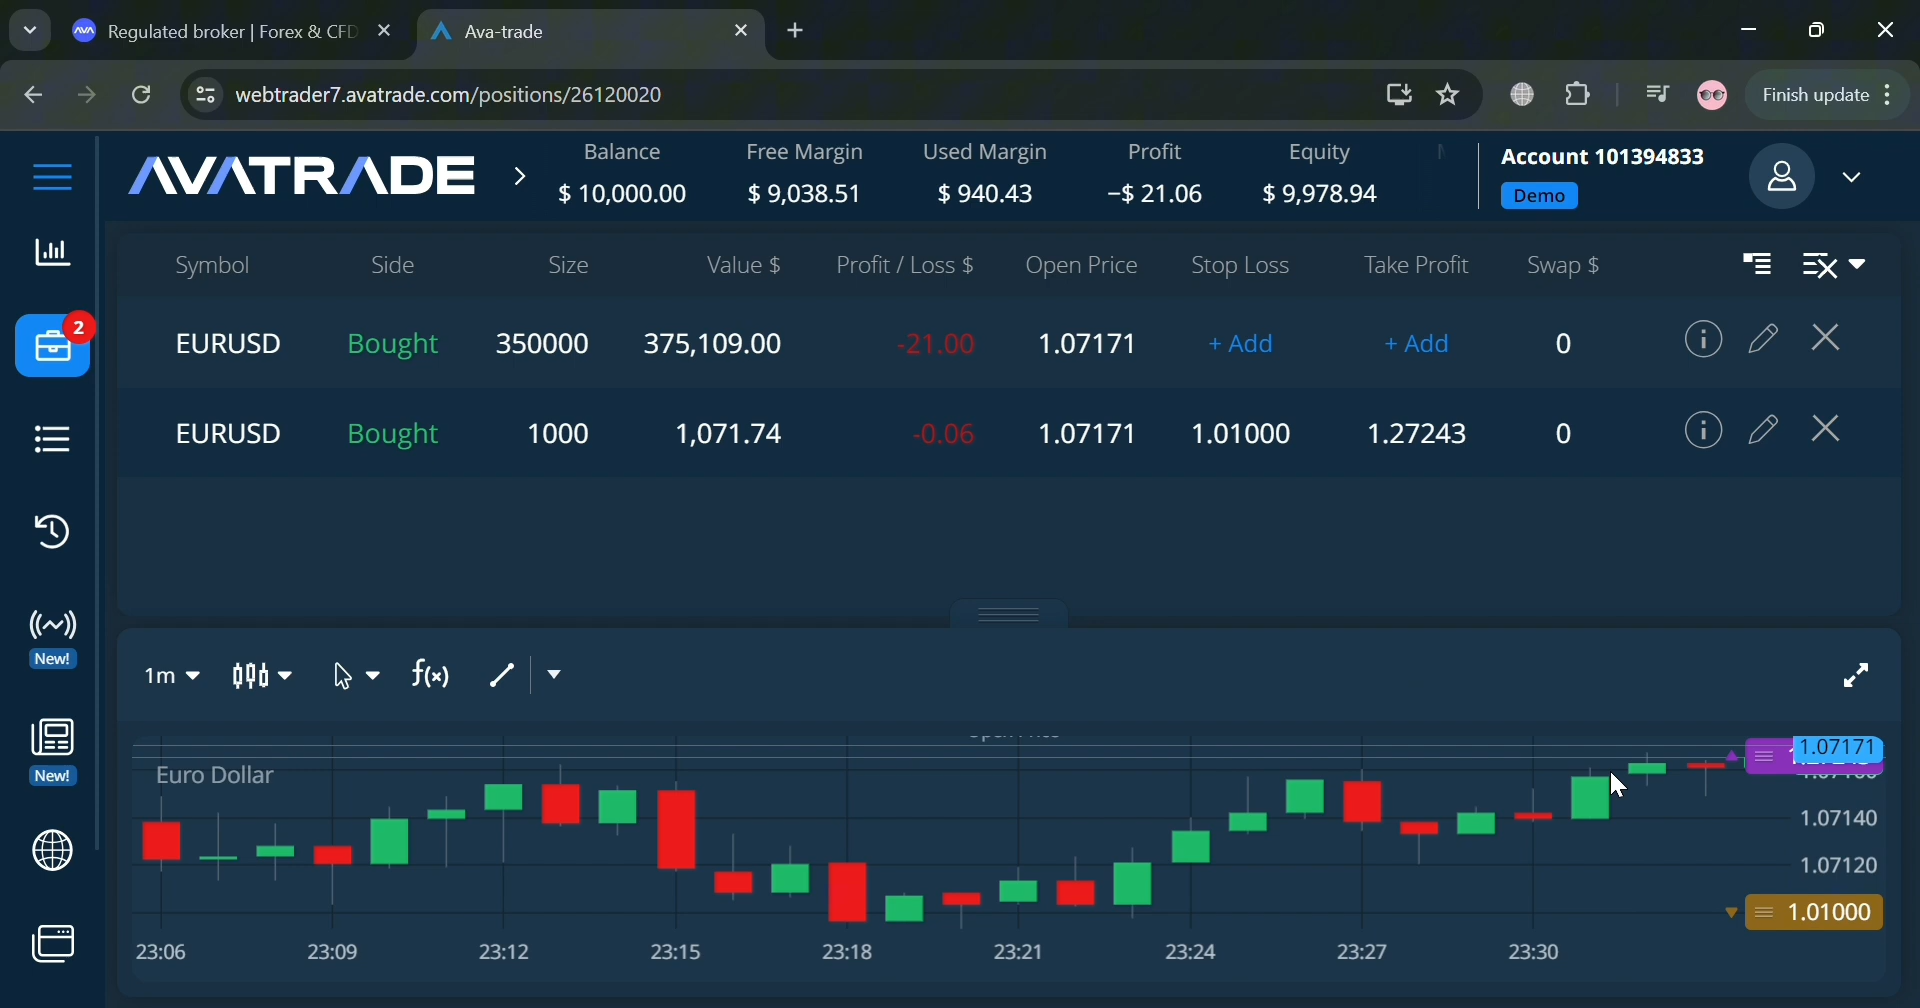 Regulated broker | Forex & CFD
Ava-trade
webtrader7.avatrade.com/positions/26120020
Finish update
AVATRADE
Balance
Free Margin
Used Margin
Profit
Equity
$ 10,000.00
$ 9,038.51
$ 940.43
−$ 21.06
$ 9,978.94
Account 101394833
Demo
Symbol Side Size Value $ Profit / Loss $ Open Price Stop Loss Take Profit Swap $
EURUSD Bought 350000 375,109.00 -21.00 1.07171 + Add + Add 0
EURUSD Bought 1000 1,071.74 -0.06 1.07171 1.01000 1.27243 0
2
New!
New!
1m
f(x)
Euro Dollar
1.07171
1.07140
1.07120
1.01000
23:06 23:09 23:12 23:15 23:18 23:21 23:24 23:27 23:30